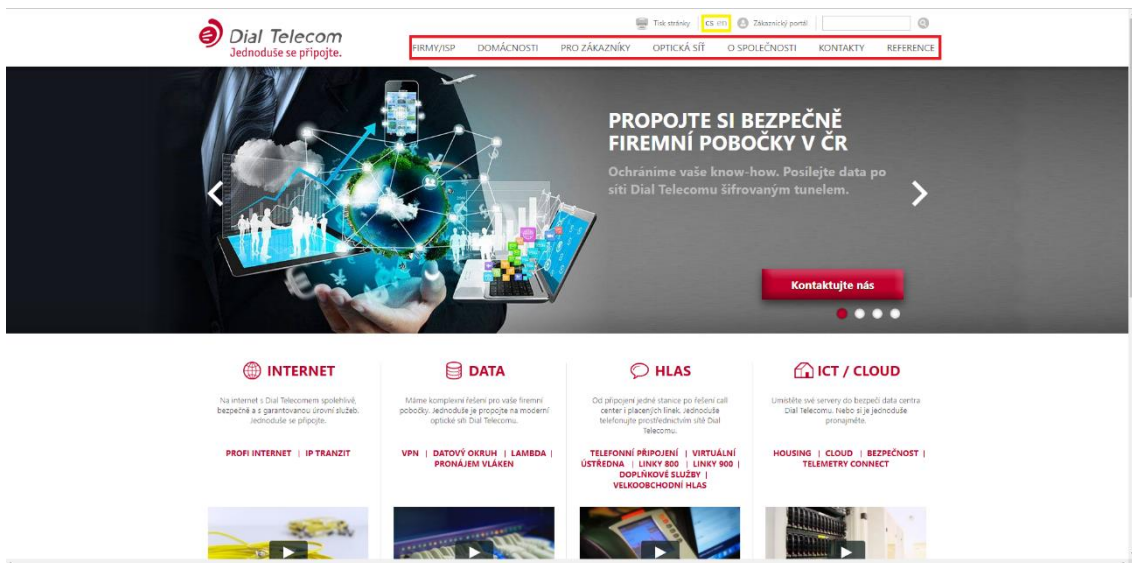 Tisk stránky cs en Zákaznický portál
Dial Telecom
Jednoduše se připojte.
FIRMY/ISP DOMÁCNOSTI PRO ZÁKAZNÍKY OPTICKÁ SÍŤ O SPOLEČNOSTI KONTAKTY REFERENCE
PROPOJTE SI BEZPEČNĚ
FIREMNÍ POBOČKY V ČR
Ochráníme vaše know-how. Posílejte data po
síti Dial Telecomu šifrovaným tunelem.
Kontaktujte nás
INTERNET
Na internet s Dial Telecomem spolehlivě,
bezpečně a s garantovanou úrovní služeb.
Jednoduše se připojte.
PROFI INTERNET | IP TRANZIT
DATA
Máme komplexní řešení pro vaše firemní
pobočky. Jednoduše je propojte na moderní
optické síti Dial Telecomu.
VPN | DATOVÝ OKRUH | LAMBDA |
PRONÁJEM VLÁKEN
HLAS
Od připojení jedné stanice po řešení call
center i placených linek. Jednoduše
telefonujte prostřednictvím sítě Dial
Telecomu.
TELEFONNÍ PŘIPOJENÍ | VIRTUÁLNÍ
ÚSTŘEDNA | LINKY 800 | LINKY 900 |
DOPLŇKOVÉ SLUŽBY |
VELKOOBCHODNÍ HLAS
ICT / CLOUD
Umístěte své servery do bezpečí data centra
Dial Telecomu. Nebo si je jednoduše
pronajměte.
HOUSING | CLOUD | BEZPEČNOST |
TELEMETRY CONNECT